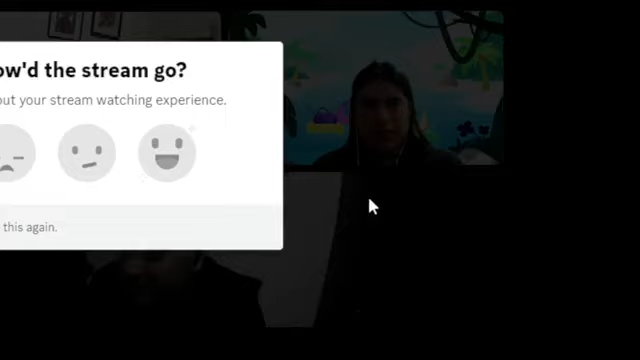 ow'd the stream go?
out your stream watching experience.
this again.